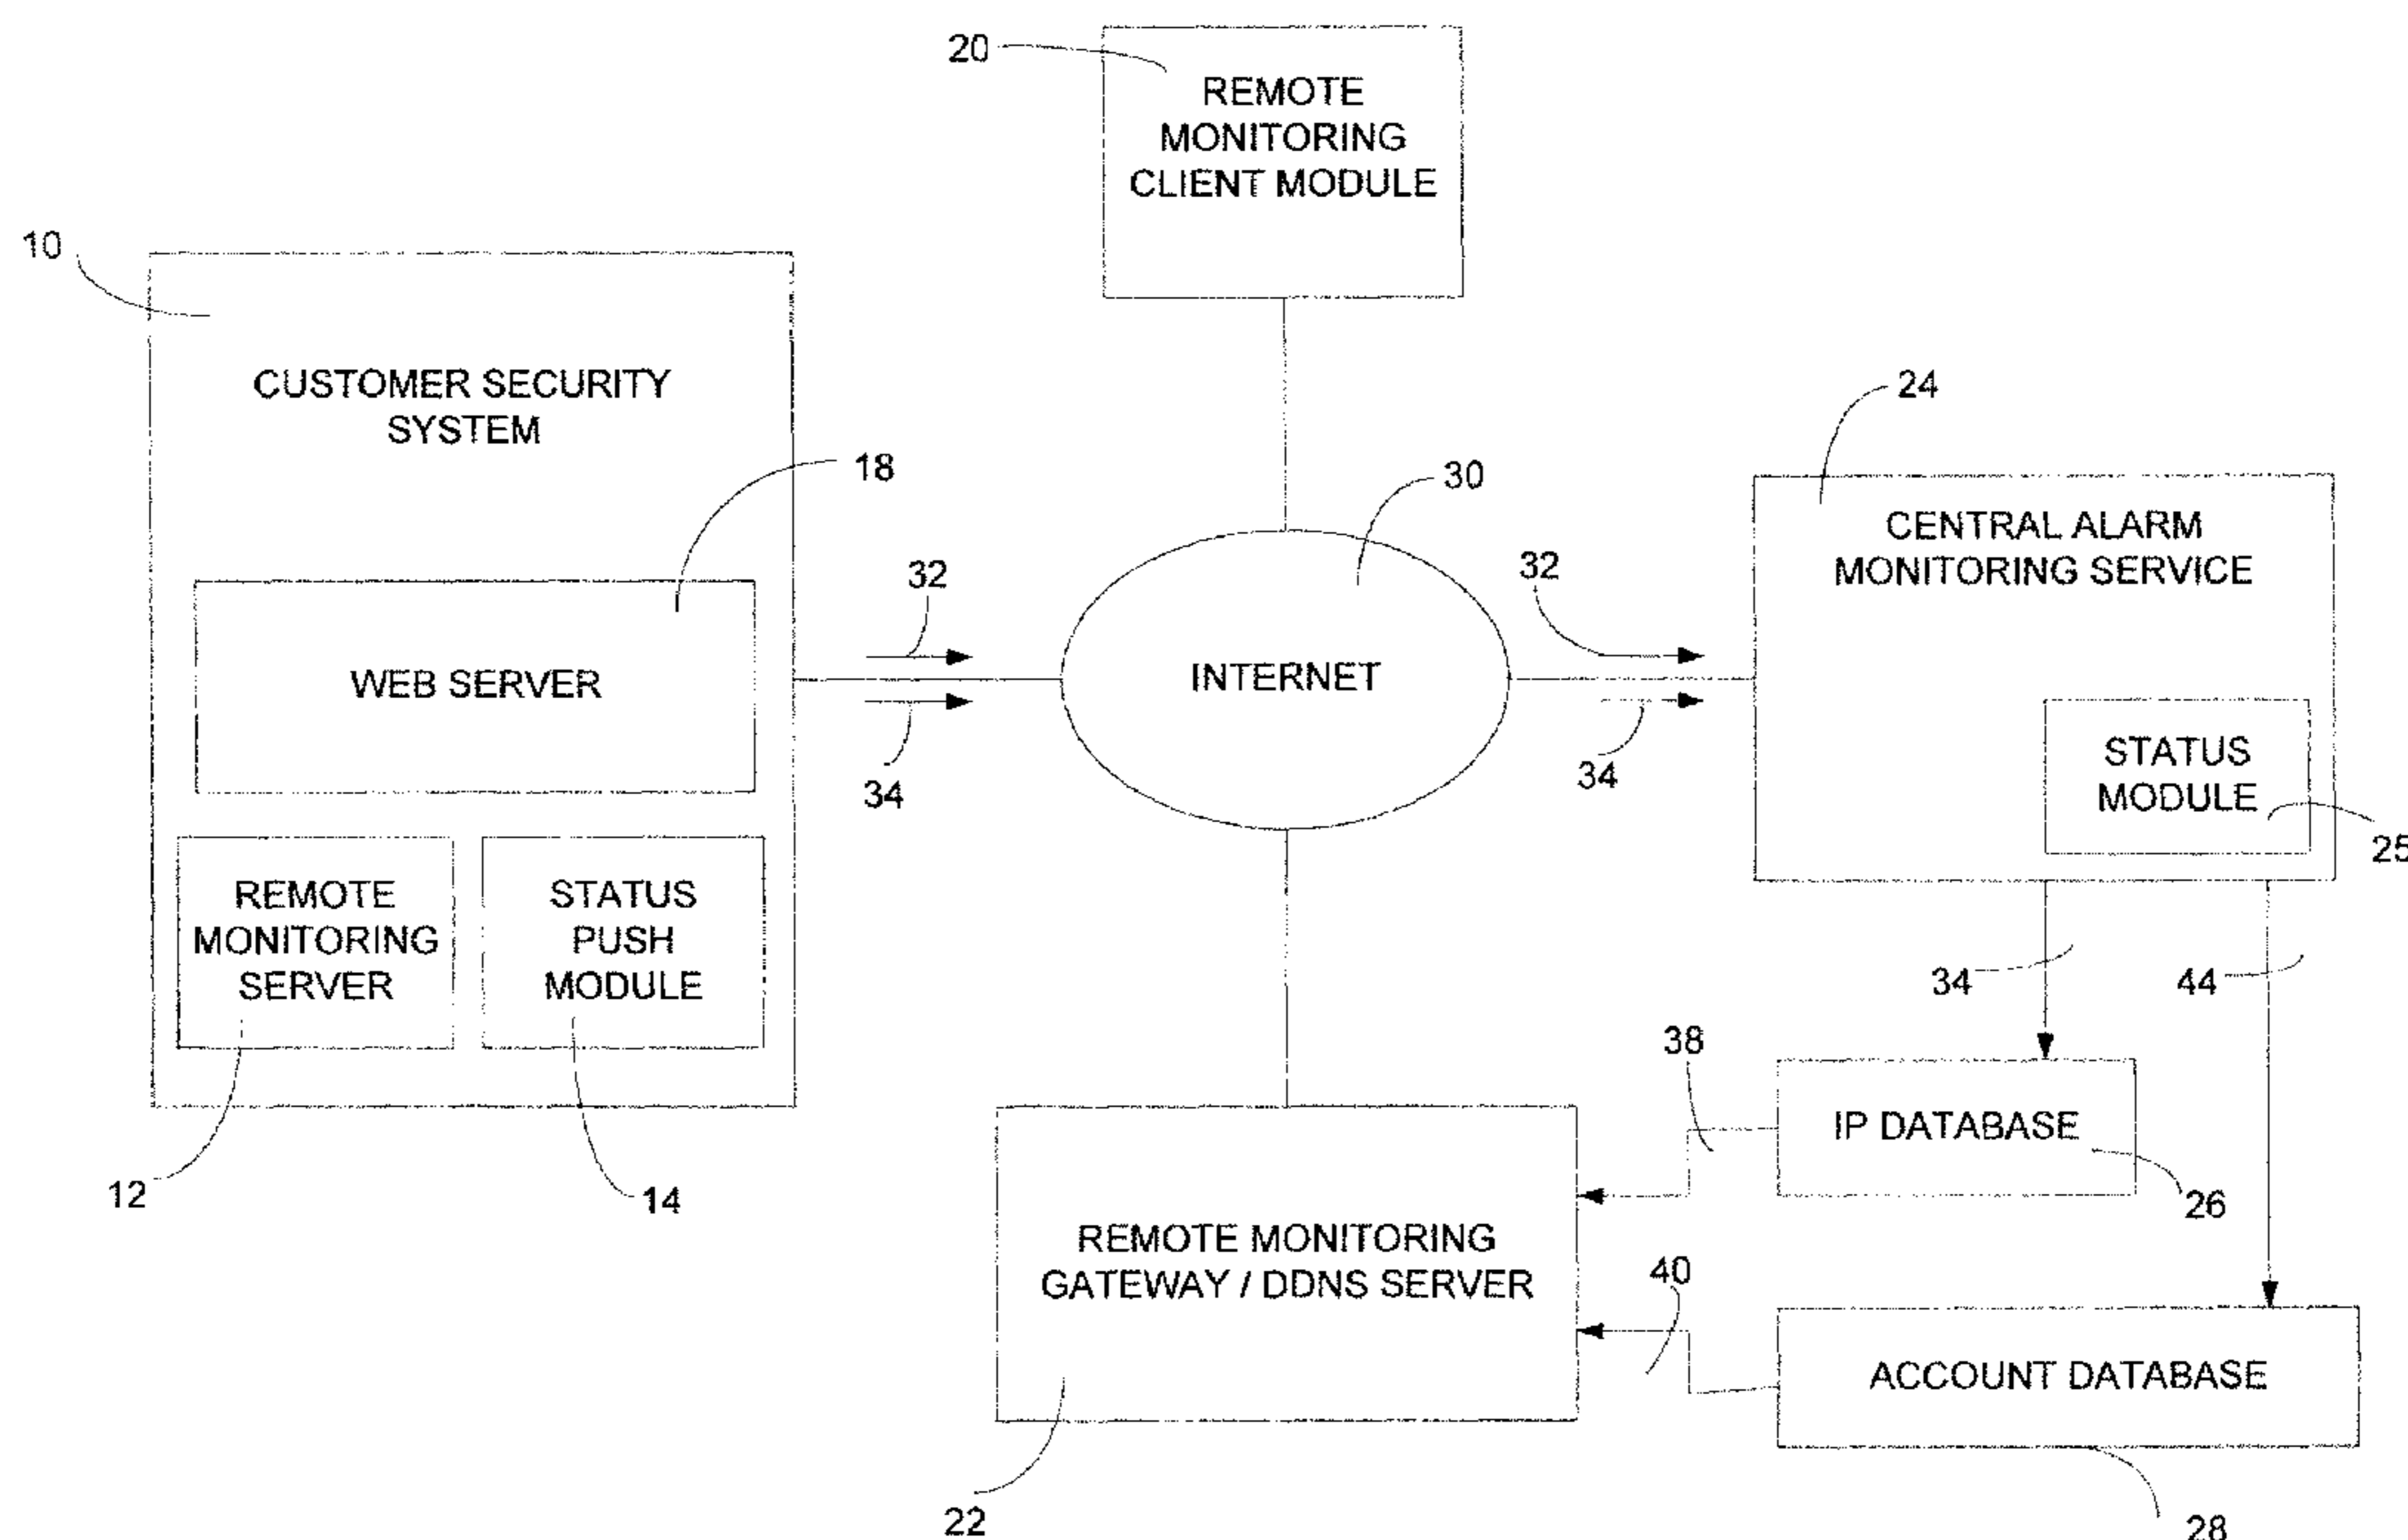 20
REMOTE
MONITORING
CLIENT MODULE
10
CUSTOMER SECURITY
SYSTEM
18
WEB SERVER
REMOTE
MONITORING
SERVER
STATUS
PUSH
MODULE
12
14
32
34
30
INTERNET
32
34
24
CENTRAL ALARM
MONITORING SERVICE
STATUS
MODULE
25
34
44
38
IP DATABASE
26
REMOTE MONITORING
GATEWAY / DDNS SERVER
40
ACCOUNT DATABASE
22
28